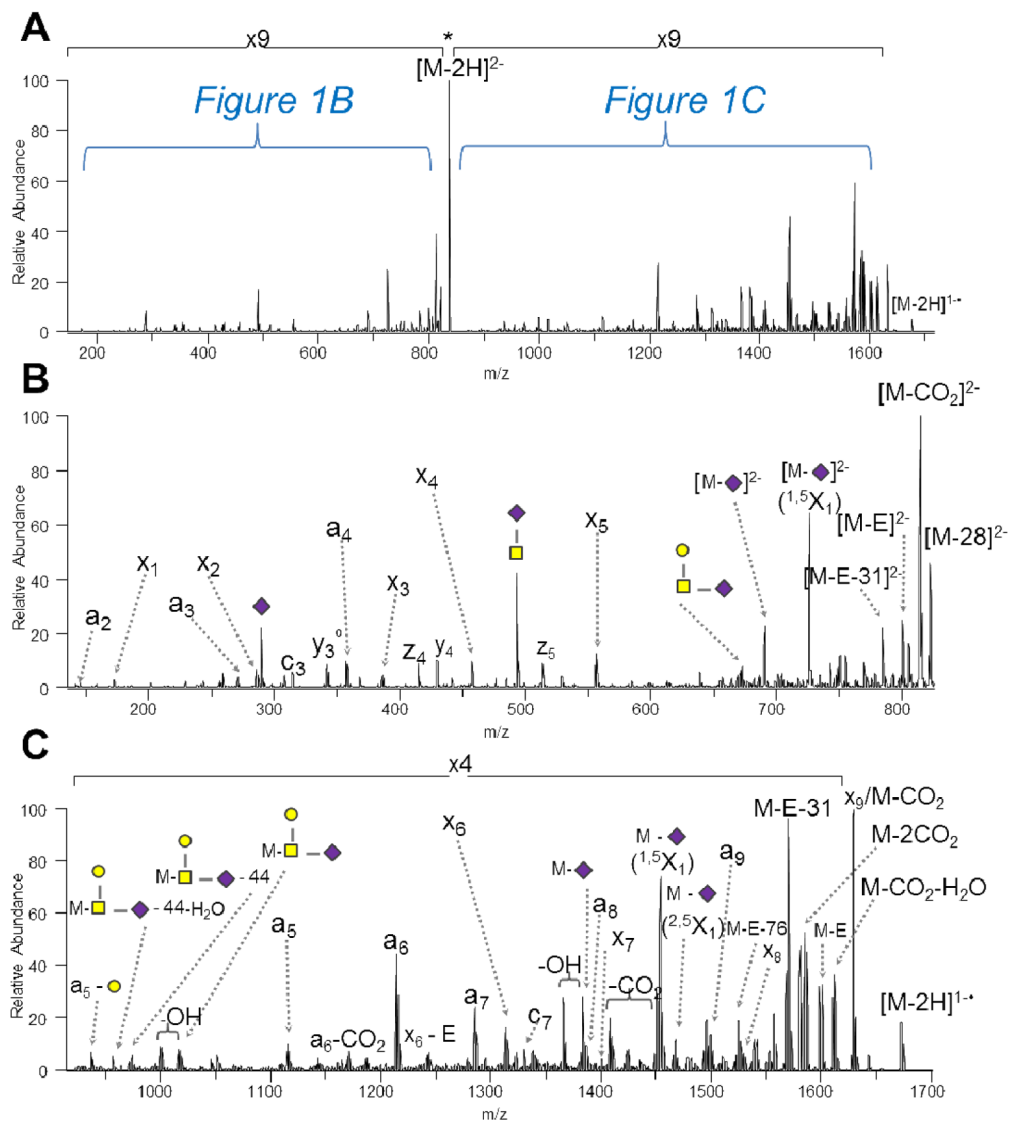 A
x9 * x9
[M-2H]²⁻
Figure 1B Figure 1C
Relative Abundance
100
80
60
40
20
0
[M-2H]¹⁻•
200 400 600 800 1000 1200 1400 1600
m/z
B
[M-CO₂]²⁻
Relative Abundance
100
80
60
40
20
0
x₄ [M- ]²⁻ [M- ]²⁻
(¹,⁵X₁)
a₄ x₅ [M-E]²⁻ [M-28]²⁻
x₁ x₂ x₃ [M-E-31]²⁻
a₂ a₃ c₃ y₃° z₄ y₄ z₅
200 300 400 500 600 700 800
m/z
C
x4
Relative Abundance
100
80
60
40
20
0
M-E-31 x₉/M-CO₂
M-2CO₂
M-CO₂-H₂O
M-
M- - 44
M- - 44-H₂O
x₆ M- M-
(¹,⁵X₁)
M-
(²,⁵X₁)
a₉
a₈
x₇ M-E-76 M-E
x₈
a₅ a₆ -OH -CO₂
a₅ - -OH a₆-CO₂ x₆ - E a₇ c₇ [M-2H]¹⁻•
1000 1100 1200 1300 1400 1500 1600 1700
m/z